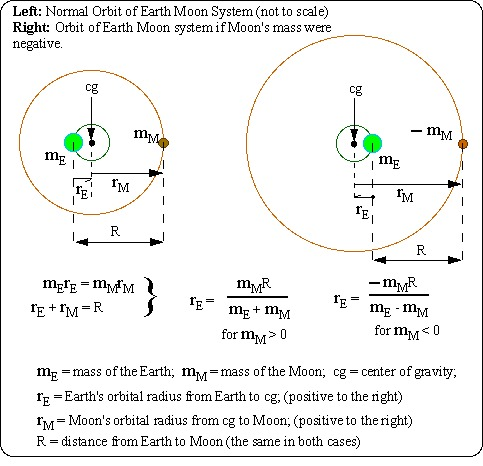 Left: Normal Orbit of Earth Moon System (not to scale)
Right: Orbit of Earth Moon system if Moon's mass were
negative.
cg
cg
mM
− mM
mE
mE
rM
rM
rE
rE
R
R
mErE = mMrM
rE + rM = R
}
rE = mMR / mE + mM
for mM > 0
rE = −mMR / mE - mM
for mM < 0
mE = mass of the Earth; mM = mass of the Moon; cg = center of gravity;
rE = Earth's orbital radius from Earth to cg; (positive to the right)
rM = Moon's orbital radius from cg to Moon; (positive to the right)
R = distance from Earth to Moon (the same in both cases)